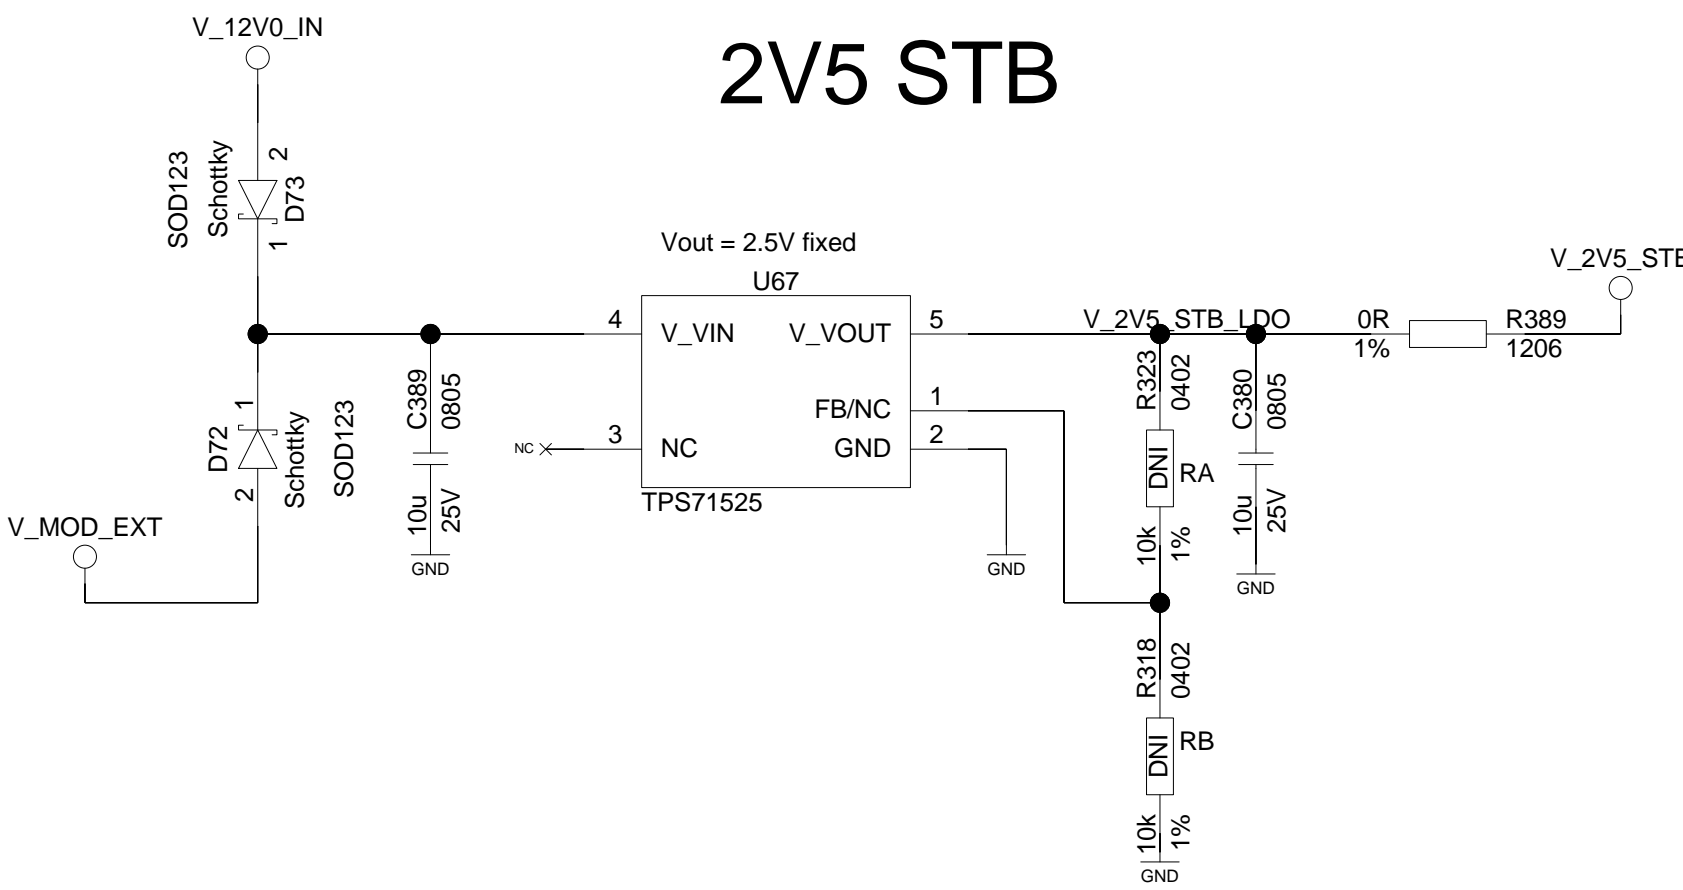 V_12V0_IN
2V5 STB
SOD123
Schottky
2
D73
1
Vout = 2.5V fixed
U67
V_2V5_STB
4
V_VIN
V_VOUT
5
V_2V5_STB_LDO
0R
1%
R389
1206
C389
0805
R323
0402
C380
0805
FB/NC
1
D72
1
Schottky
SOD123
2
NC
3
NC
GND
2
DNI
RA
TPS71525
10u
25V
10k
1%
10u
25V
V_MOD_EXT
GND
GND
GND
R318
0402
DNI
RB
10k
1%
GND